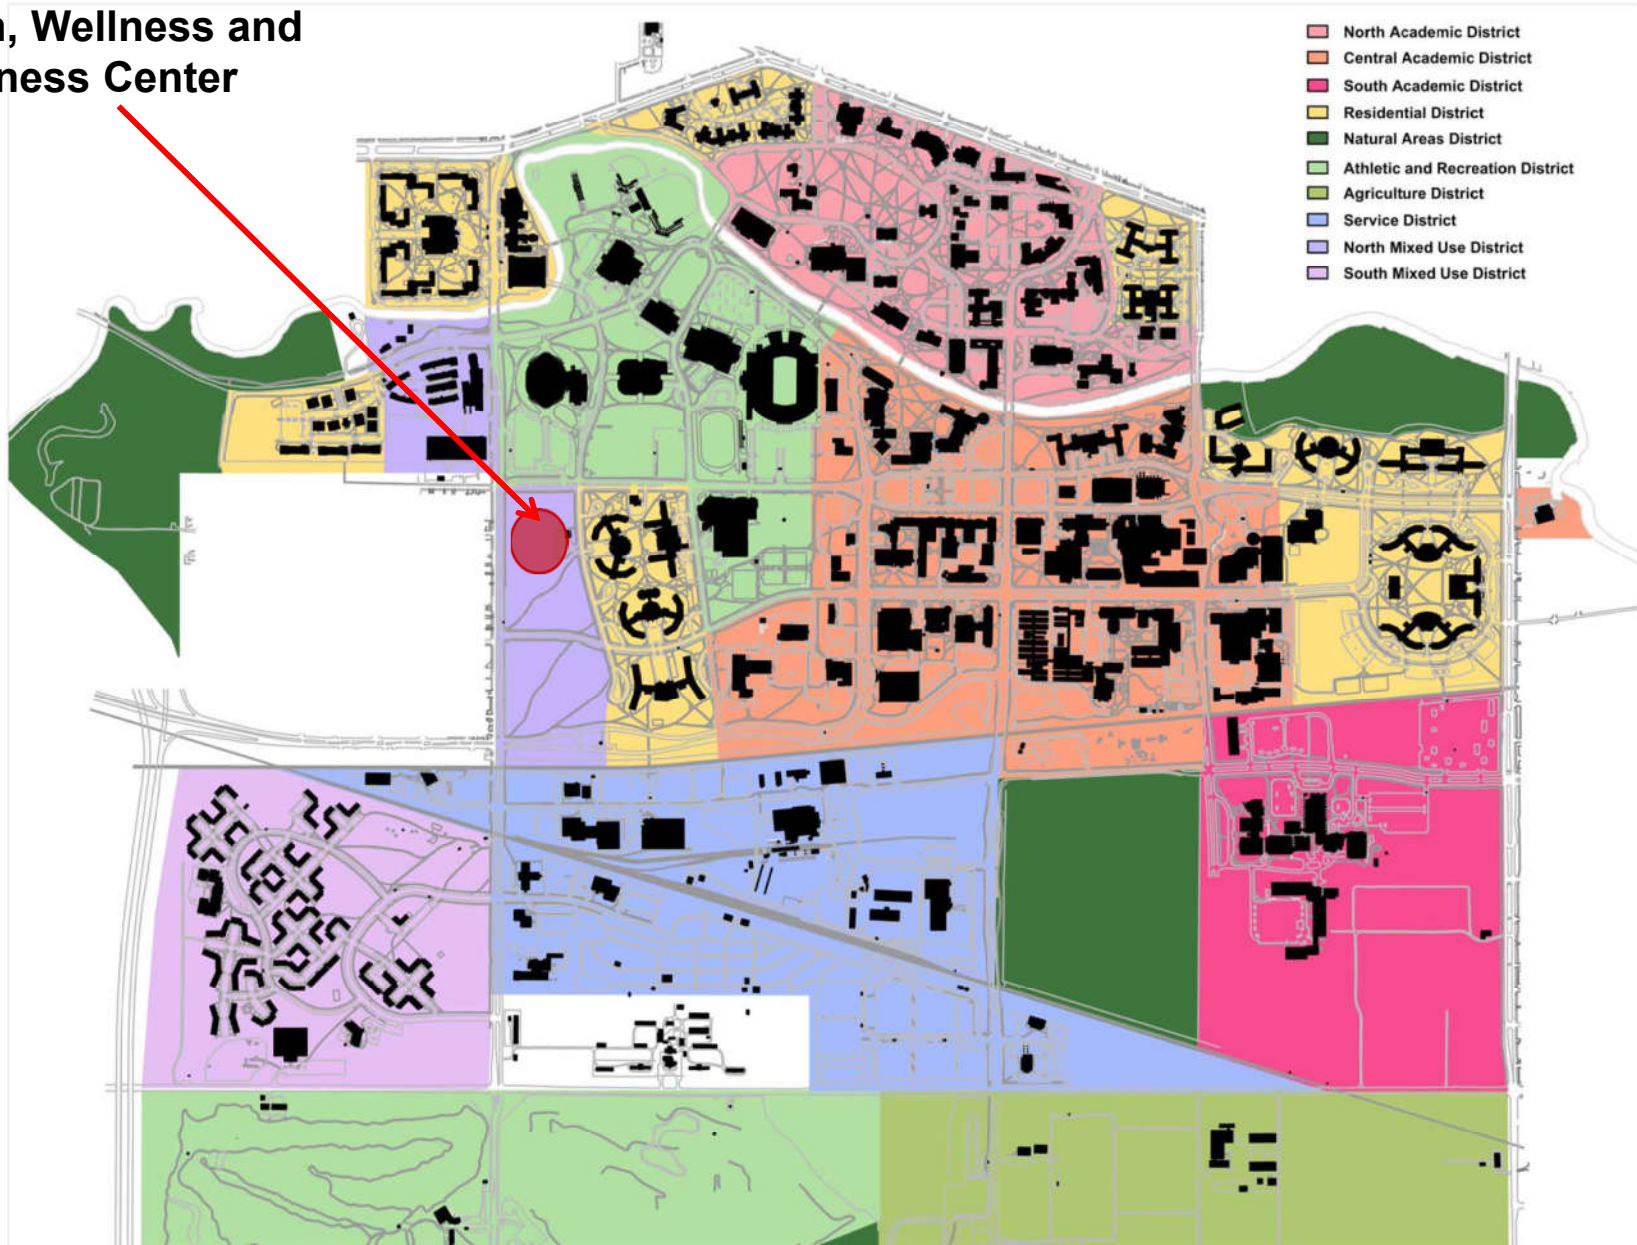 , Wellness and
ness Center
North Academic District
Central Academic District
South Academic District
Residential District
Natural Areas District
Athletic and Recreation District
Agriculture District
Service District
North Mixed Use District
South Mixed Use District